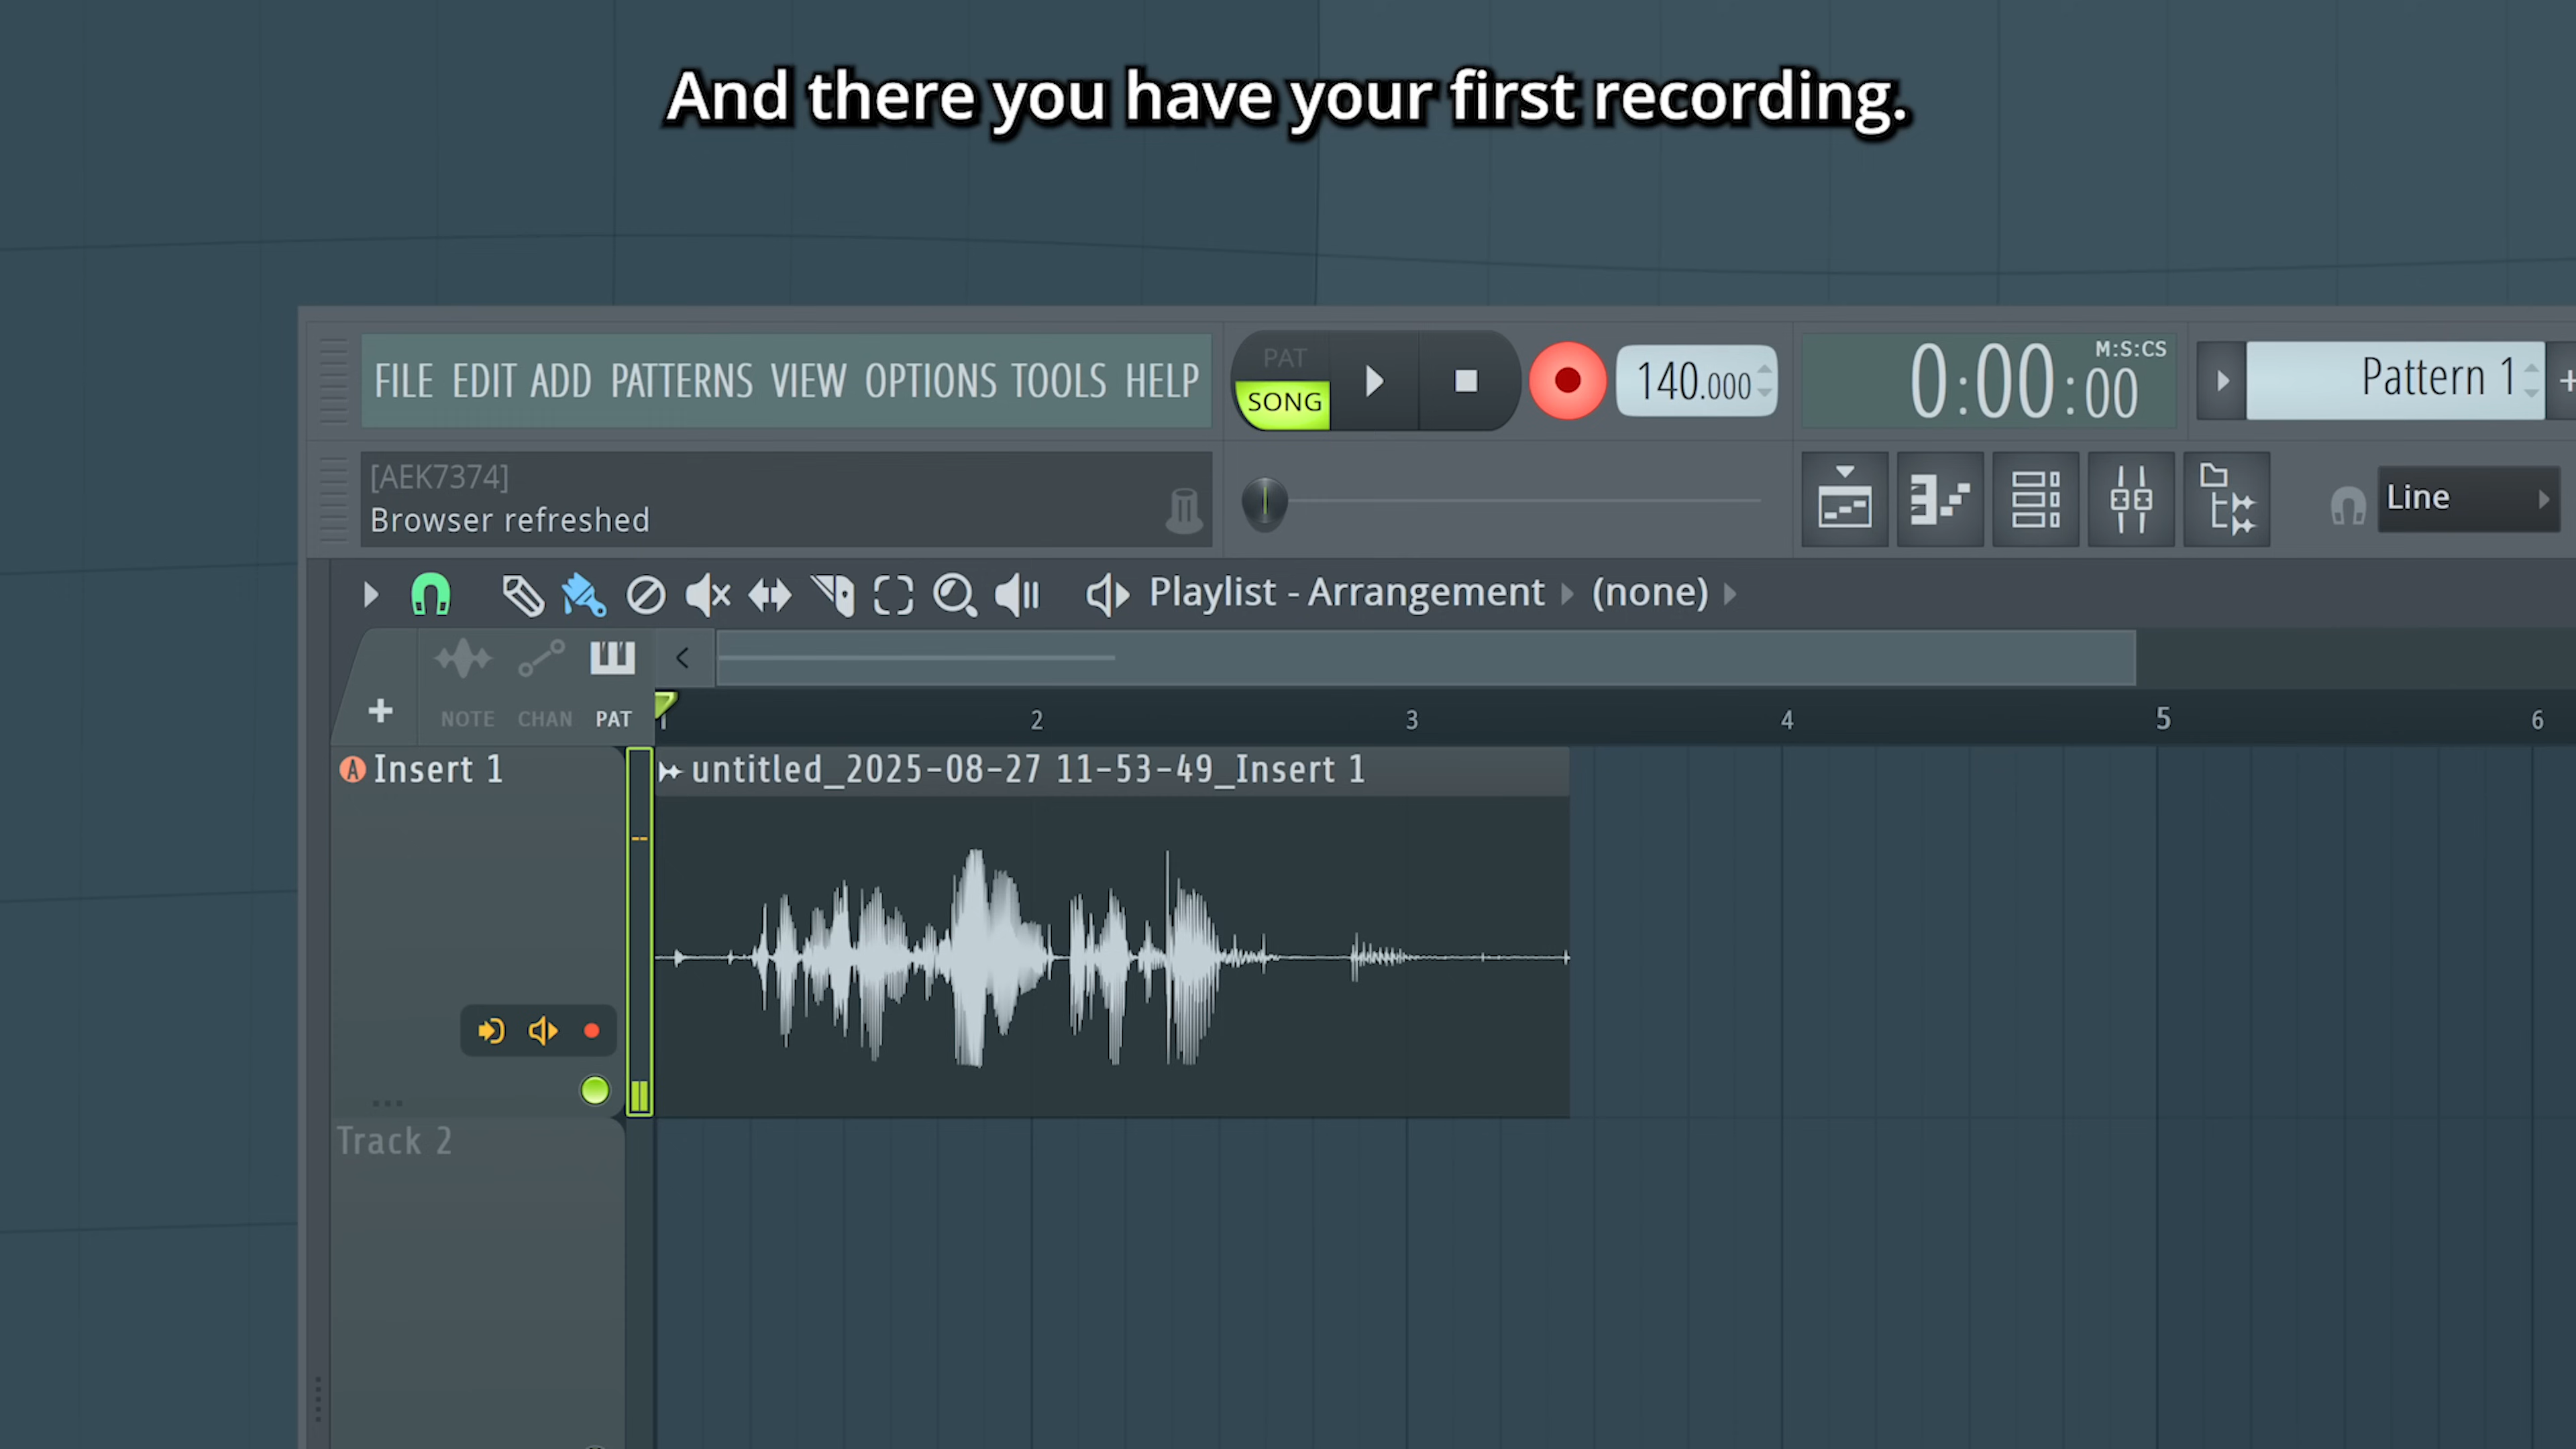 And there you have your first recording.
FILE EDIT ADD PATTERNS VIEW OPTIONS TOOLS HELP
PAT
SONG
140.000
M:S:CS
0:00:00
Pattern 1
[AEK7374]
Browser refreshed
Line
Playlist - Arrangement (none)
NOTE CHAN PAT
1 2 3 4 5 6
A Insert 1
untitled_2025-08-27 11-53-49_Insert 1
Track 2